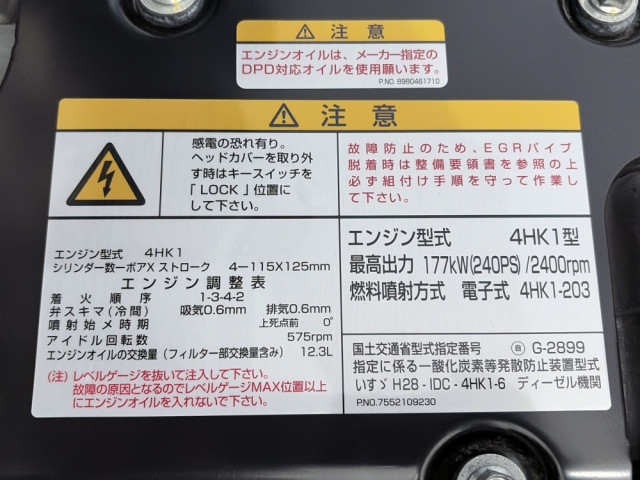 注意
エンジンオイルは、メーカー指定の
DPD対応オイルを使用願います。
P.NO. 8980461710
注意
感電の恐れ有り。
ヘッドカバーを取り外
す時はキースイッチを
「LOCK」位置に
して下さい。
故障防止のため、EGRパイプ
脱着時は整備要領書を参照の上
必ず組付け手順を守って作業し
て下さい。
エンジン型式 4HK1
シリンダー数ーボアX ストローク 4ー115X125mm
エンジン調整表
着火順序 1-3-4-2
弁スキマ(冷間) 吸気0.6mm 排気0.6mm
噴射始メ時期 上死点前 0°
アイドル回転数 575rpm
エンジンオイルの交換量(フィルター部交換量含み) 12.3L
(注) レベルゲージを抜いて注入して下さい。
故障の原因となるのでレベルゲージMAX位置以上
にエンジンオイルを入れないで下さい。
エンジン型式 4HK1型
最高出力 177kW(240PS)/2400rpm
燃料噴射方式 電子式 4HK1-203
国土交通省型式指定番号 自 G-2899
指定に係る一酸化炭素等発散防止装置型式
いすゞ H28 - IDC - 4HK1-6 ディーゼル機関
P.NO.7552109230